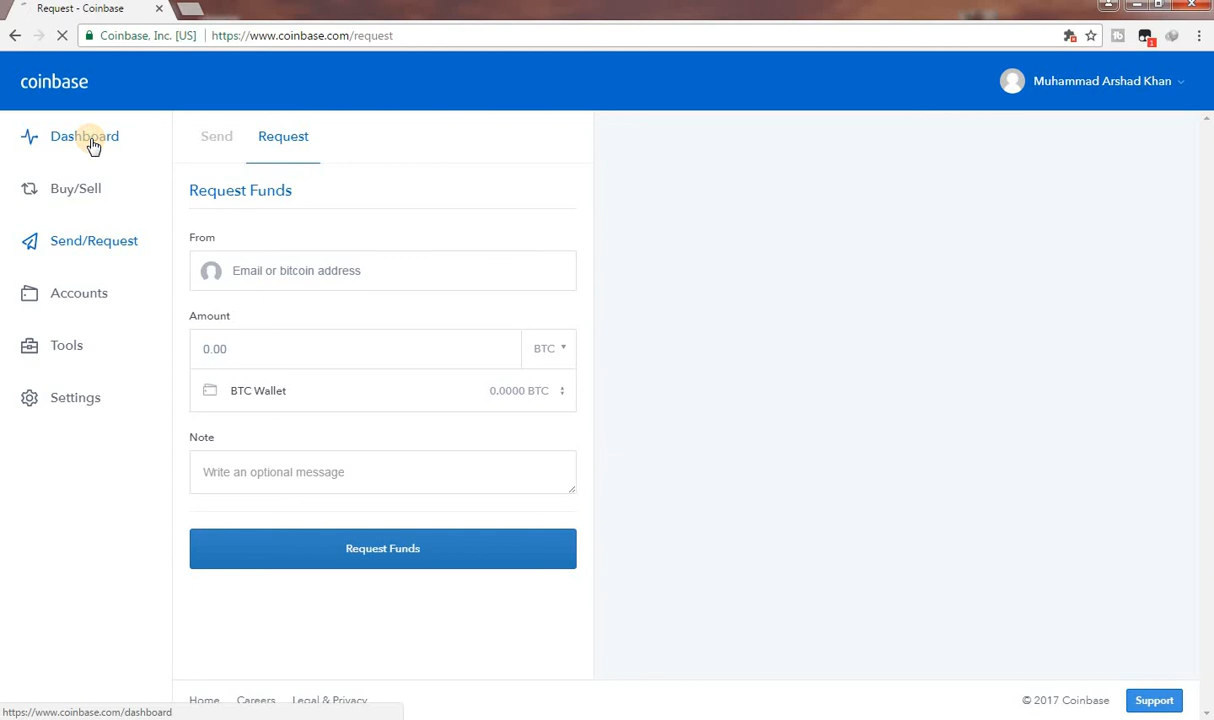 Request - Coinbase
Coinbase, Inc. [US] https://www.coinbase.com/request
1
coinbase
Muhammad Arshad Khan
Dashboard
Buy/Sell
Send/Request
Accounts
Tools
Settings
Send Request
Request Funds
From
Email or bitcoin address
Amount
0.00 BTC
BTC Wallet 0.0000 BTC
Note
Write an optional message
Request Funds
Home Careers Legal & Privacy © 2017 Coinbase Support
https://www.coinbase.com/dashboard